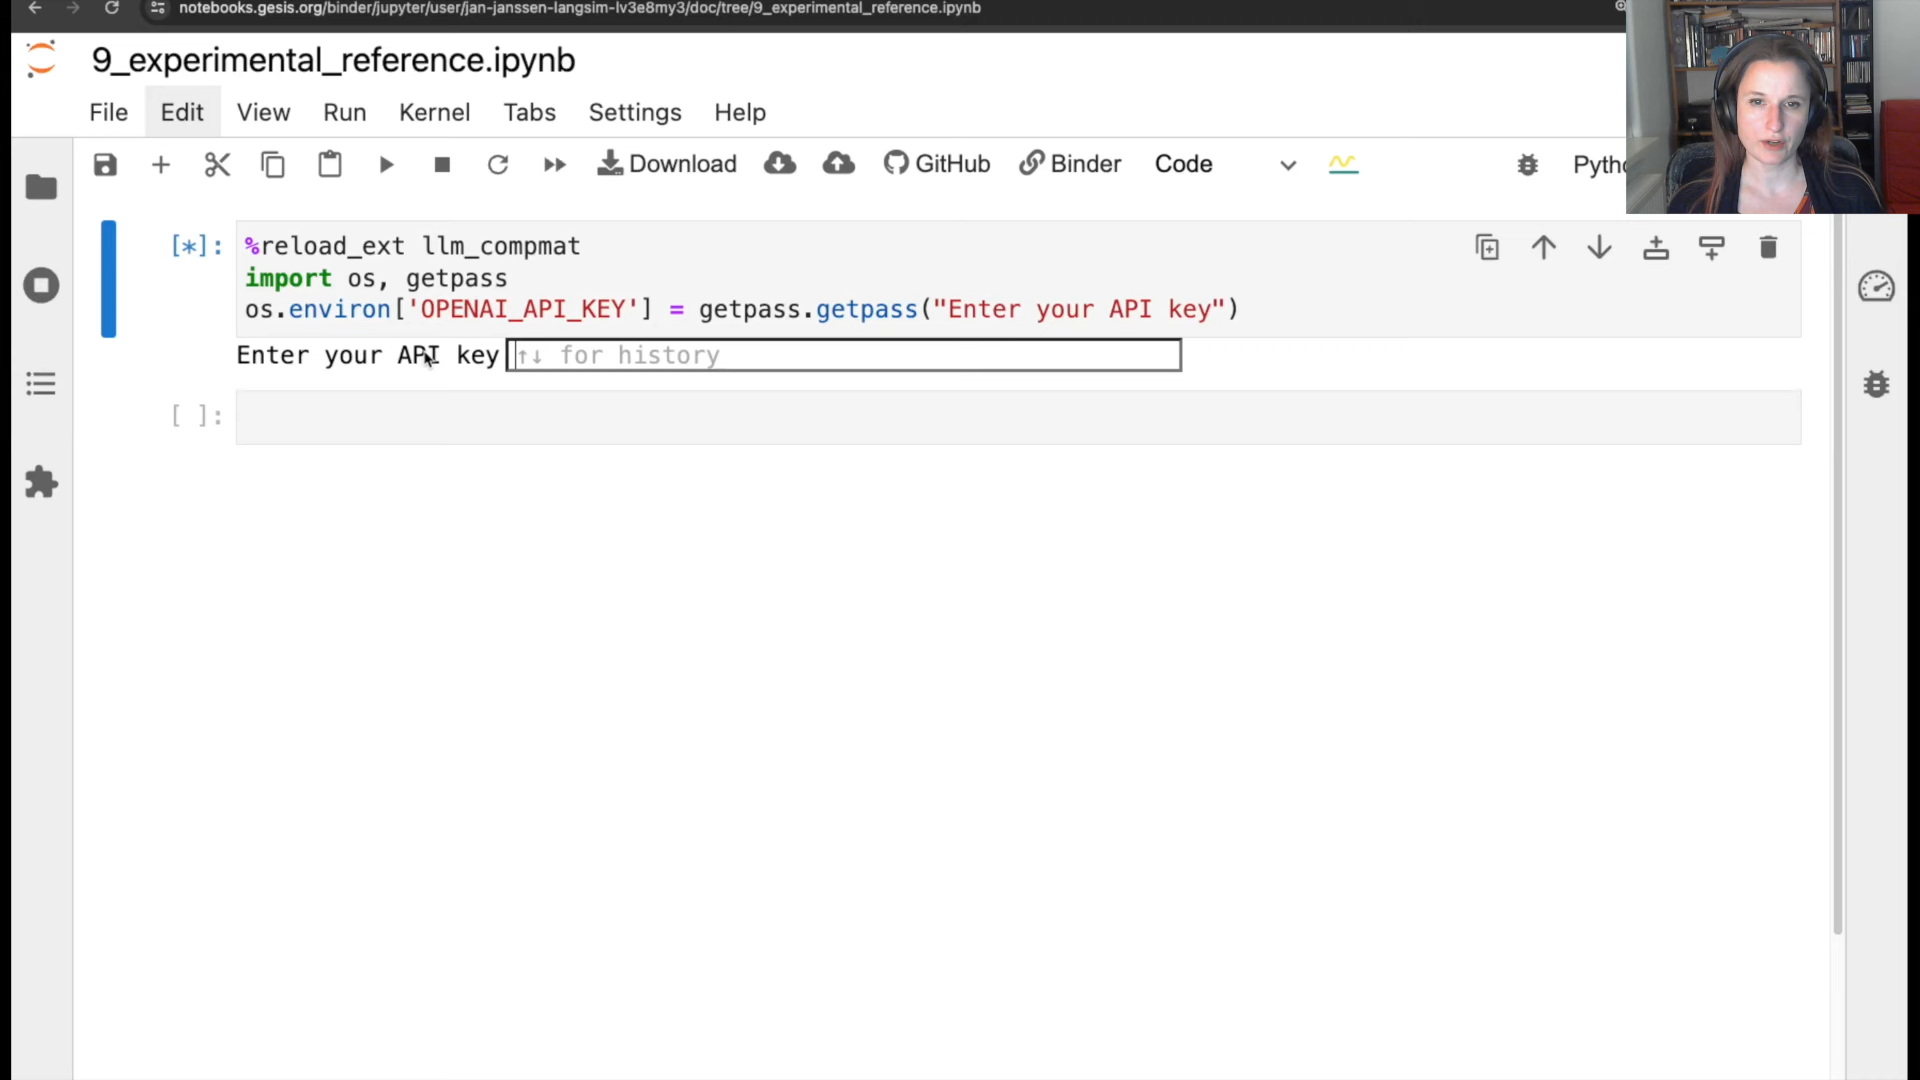 notebooks.gesis.org/binder/jupyter/user/jan-janssen-langsim-lv3e8my3/doc/tree/9_experimental_reference.ipynb
9_experimental_reference.ipynb
File Edit View Run Kernel Tabs Settings Help
Download GitHub Binder Code
[*]: %reload_ext llm_compmat
import os, getpass
os.environ['OPENAI_API_KEY'] = getpass.getpass("Enter your API key")
Enter your API key ↑↓ for history
[ ]: